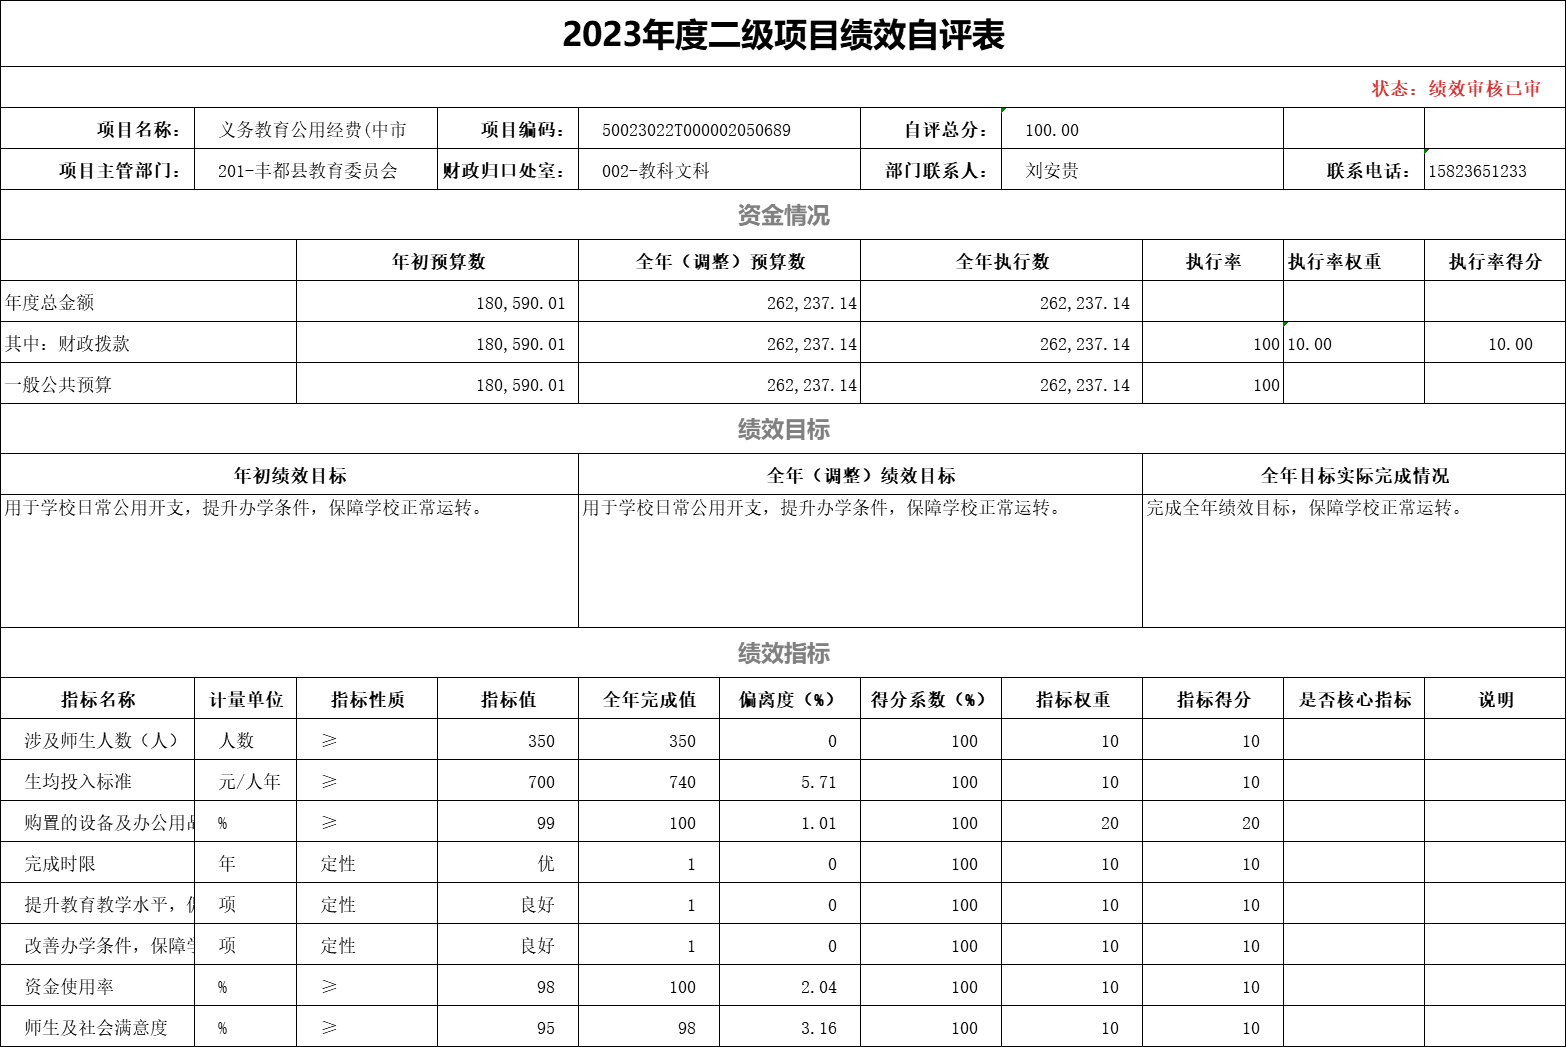 2023年度二级项目绩效自评表
状态：绩效审核已审
项目名称： 义务教育公用经费(中市 项目编码： 50023022T000002050689 自评总分： 100.00
项目主管部门： 201-丰都县教育委员会 财政归口处室： 002-教科文科 部门联系人： 刘安贵 联系电话： 15823651233
资金情况
年初预算数 全年（调整）预算数 全年执行数 执行率 执行率权重 执行率得分
年度总金额 180,590.01 262,237.14 262,237.14
其中：财政拨款 180,590.01 262,237.14 262,237.14 100 10.00 10.00
一般公共预算 180,590.01 262,237.14 262,237.14 100
绩效目标
年初绩效目标 全年（调整）绩效目标 全年目标实际完成情况
用于学校日常公用开支，提升办学条件，保障学校正常运转。 用于学校日常公用开支，提升办学条件，保障学校正常运转。 完成全年绩效目标，保障学校正常运转。
绩效指标
指标名称 计量单位 指标性质 指标值 全年完成值 偏离度（%） 得分系数（%） 指标权重 指标得分 是否核心指标 说明
涉及师生人数（人） 人数 ≥ 350 350 0 100 10 10
生均投入标准 元/人年 ≥ 700 740 5.71 100 10 10
购置的设备及办公用品 % ≥ 99 100 1.01 100 20 20
完成时限 年 定性 优 1 0 100 10 10
提升教育教学水平， 项 定性 良好 1 0 100 10 10
改善办学条件，保障学 项 定性 良好 1 0 100 10 10
资金使用率 % ≥ 98 100 2.04 100 10 10
师生及社会满意度 % ≥ 95 98 3.16 100 10 10